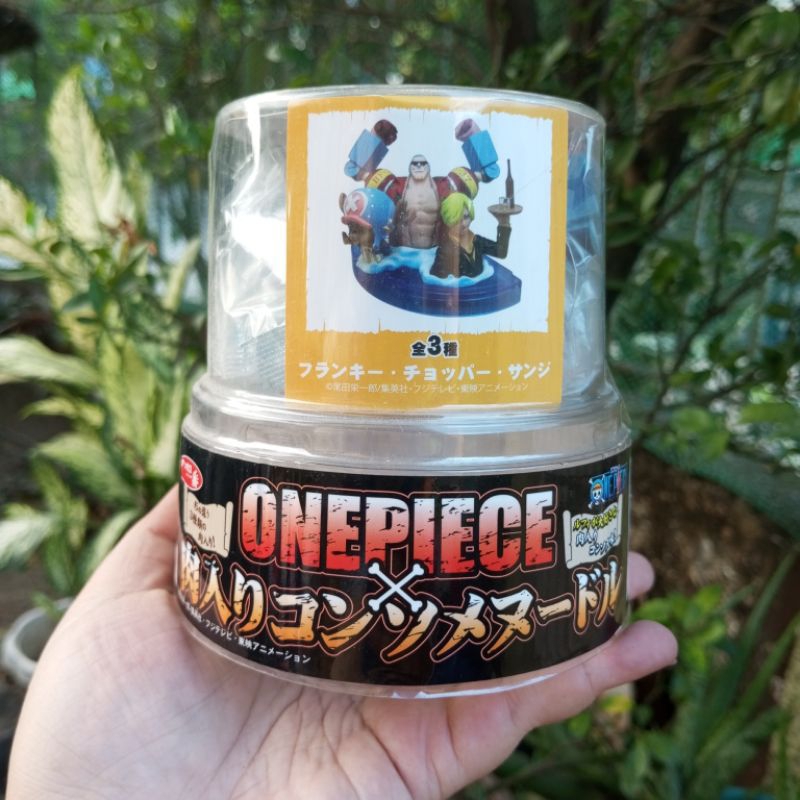 全3種
フランキー・チョッパー・サンジ
©尾田栄一郎/集英社・フジテレビ・東映アニメーション
ONEPIECE
×
肉入りコンソメヌードル
フジテレビ・東映アニメーション